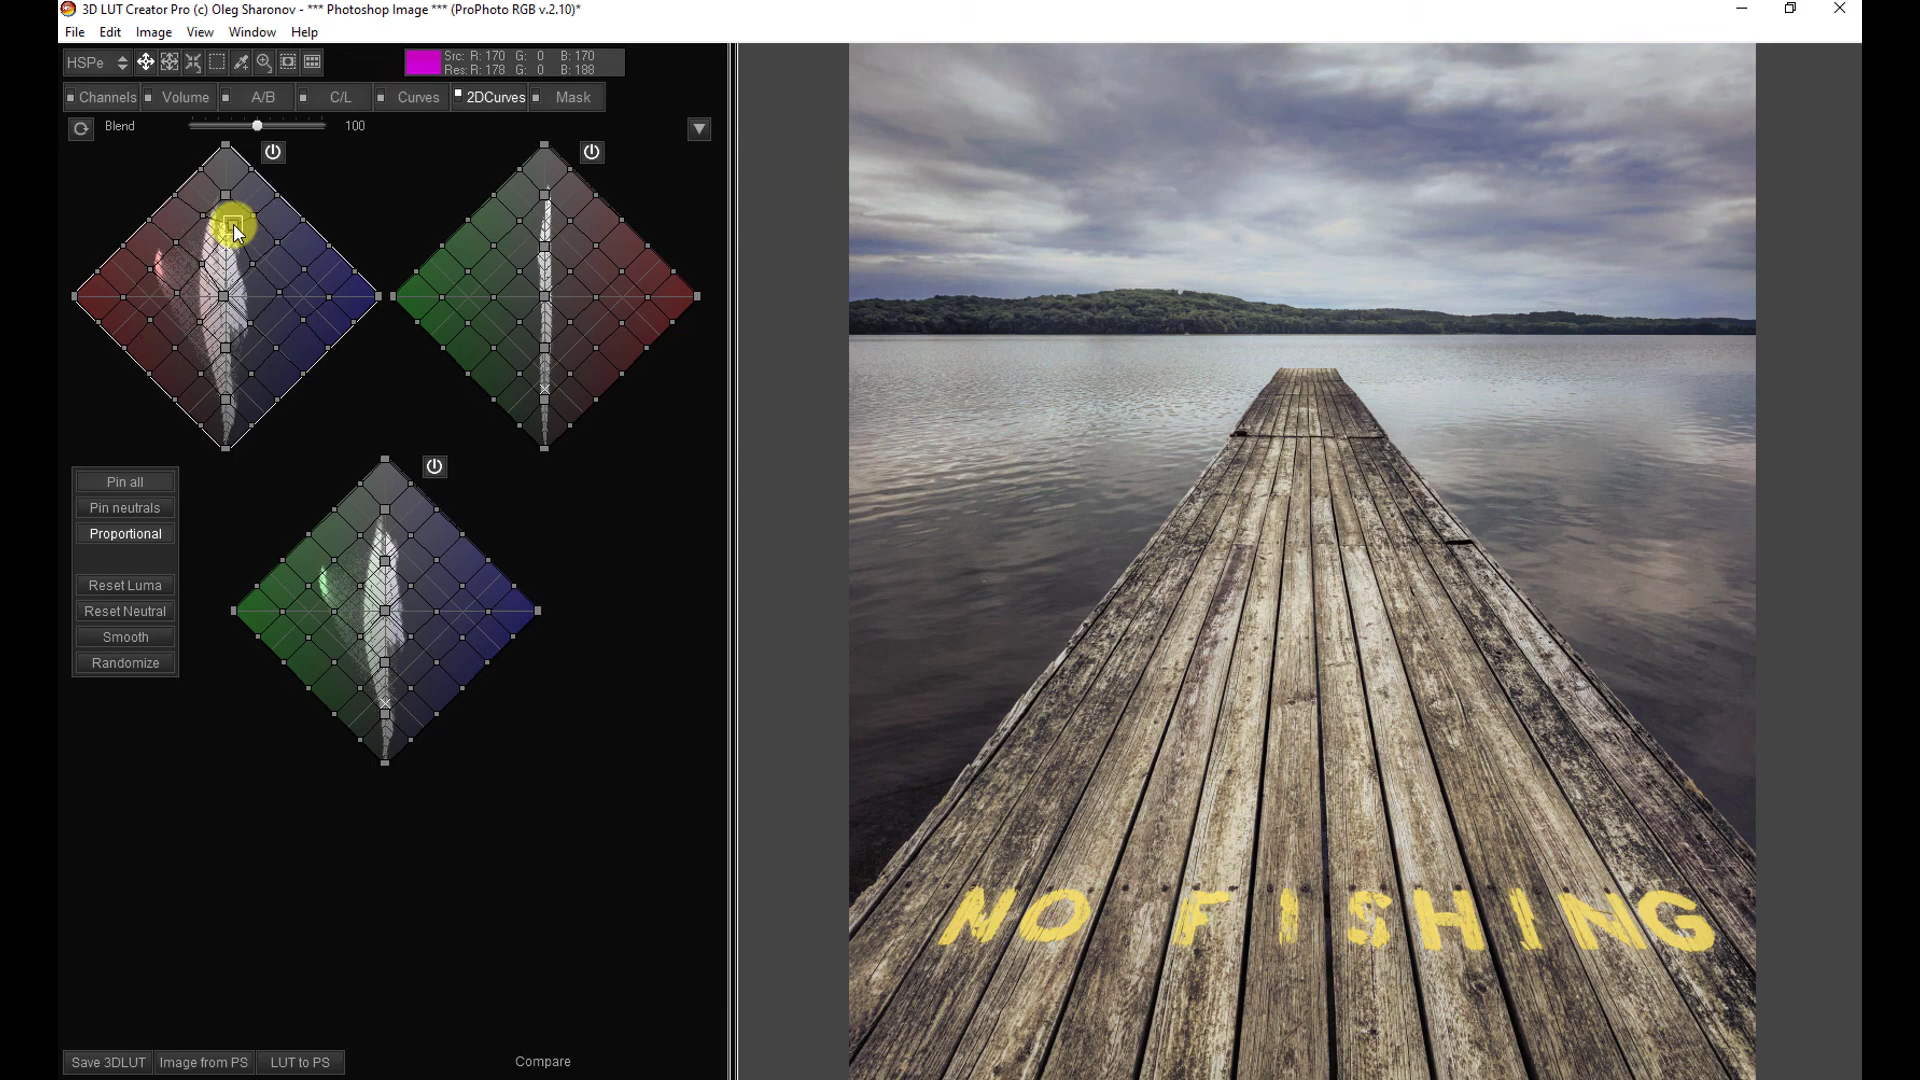 3D LUT Creator Pro (c) Oleg Sharonov - *** Photoshop Image *** (ProPhoto RGB v.2.10)*
File Edit Image View Window Help
HSPe
Src: R: 170 G: 0 B: 170
Res: R: 178 G: 0 B: 188
Channels Volume A/B C/L Curves 2DCurves Mask
Blend 100
Pin all
Pin neutrals
Proportional
Reset Luma
Reset Neutral
Smooth
Randomize
NO FISHING
Save 3DLUT Image from PS LUT to PS Compare